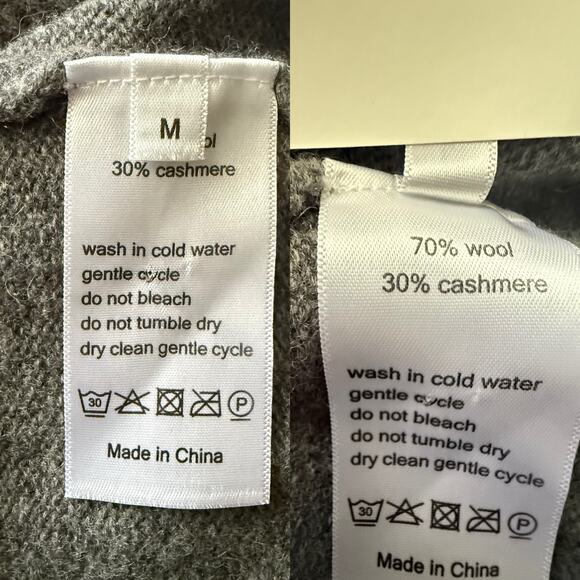 M
30% cashmere
wash in cold water
gentle cycle
do not bleach
do not tumble dry
dry clean gentle cycle
30
P
Made in China
70% wool
30% cashmere
wash in cold water
gentle cycle
do not bleach
do not tumble dry
dry clean gentle cycle
30
P
Made in China